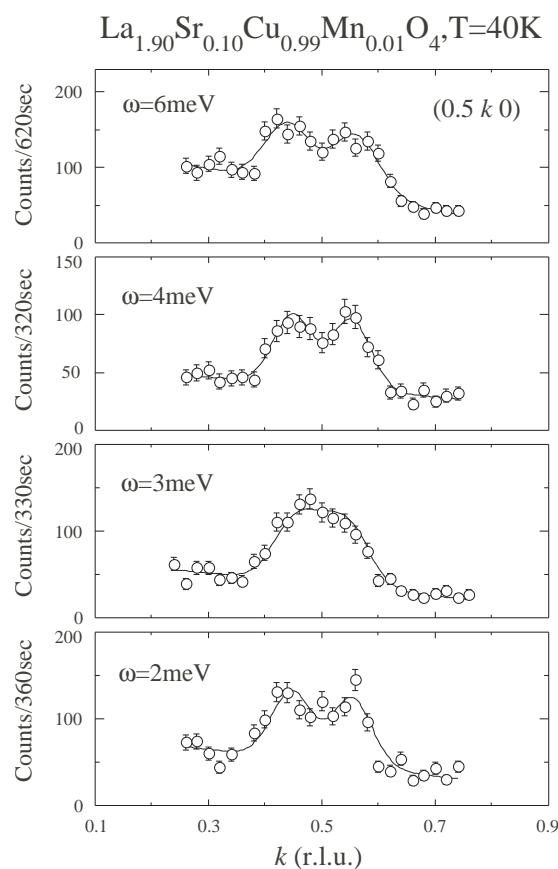 La1.90Sr0.10Cu0.99Mn0.01O4,T=40K
200
ω=6meV
(0.5 k 0)
100
0
Counts/620sec
150
ω=4meV
100
50
0
Counts/320sec
200
ω=3meV
100
0
Counts/330sec
200
ω=2meV
100
0
Counts/360sec
0.1 0.3 0.5 0.7 0.9
k (r.l.u.)